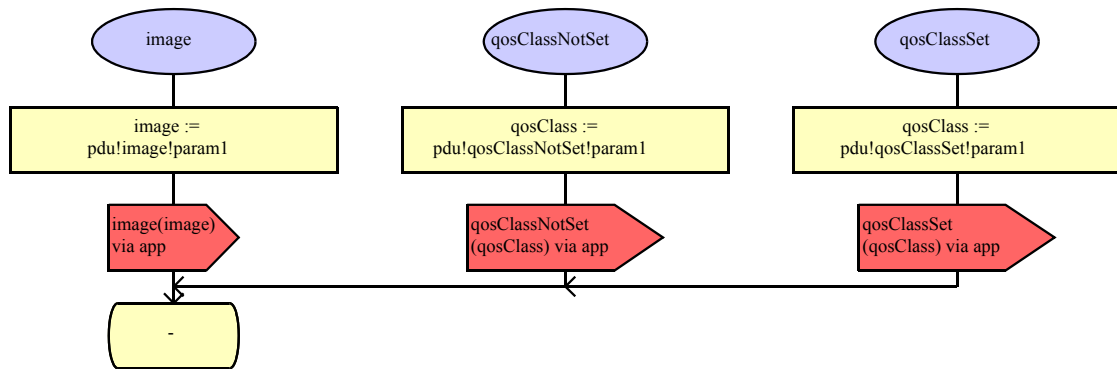 image
qosClassNotSet
qosClassSet
image :=
pdu!image!param1
qosClass :=
pdu!qosClassNotSet!param1
qosClass :=
pdu!qosClassSet!param1
image(image)
via app
qosClassNotSet
(qosClass) via app
qosClassSet
(qosClass) via app
-